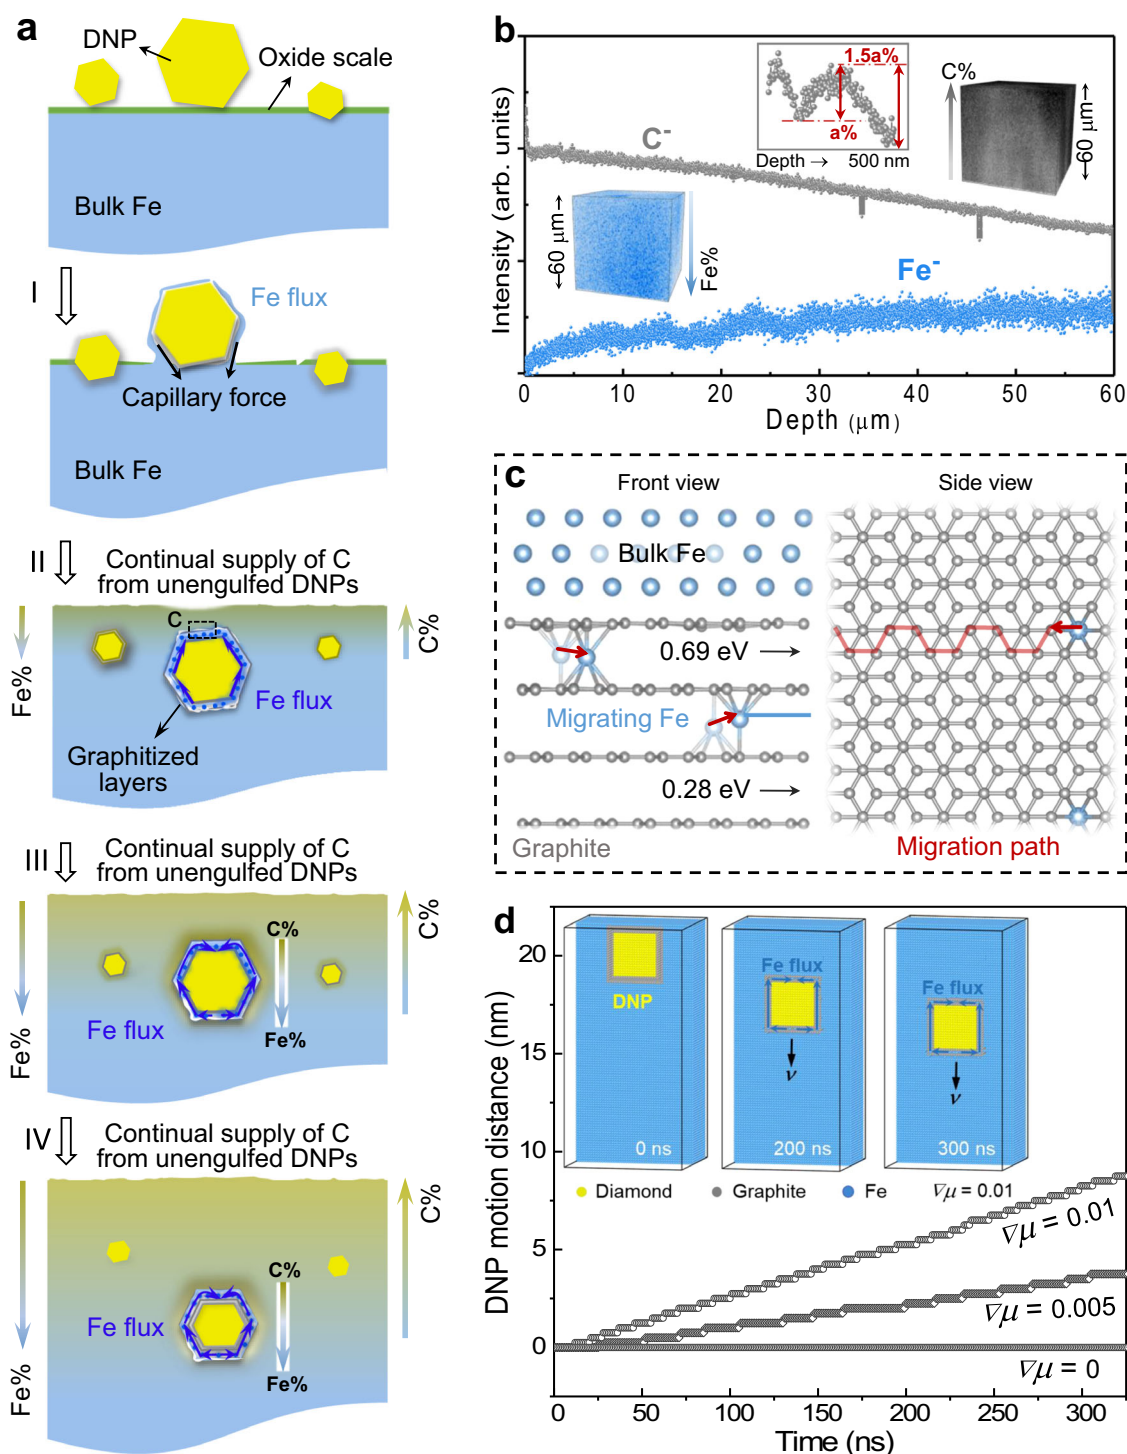 a
DNP
Oxide scale
Bulk Fe
I
Fe flux
Capillary force
Bulk Fe
II
Continual supply of C
from unengulfed DNPs
Fe%
C
C%
Fe flux
Graphitized
layers
III
Continual supply of C
from unengulfed DNPs
Fe%
C%
Fe flux
Fe%
C%
IV
Continual supply of C
from unengulfed DNPs
Fe%
C%
Fe flux
Fe%
C%
b
Intensity (arb. units)
C-
1.5a%
a%
Depth → 500 nm
C%
60 μm
60 μm
Fe%
Fe-
0 10 20 30 40 50 60
Depth (μm)
c
Front view
Side view
Bulk Fe
0.69 eV
Migrating Fe
0.28 eV
Graphite
Migration path
d
DNP motion distance (nm)
20
15
10
5
0
DNP
0 ns
Fe flux
ν
200 ns
Fe flux
ν
300 ns
Diamond
Graphite
Fe
∇μ = 0.01
∇μ = 0.01
∇μ = 0.005
∇μ = 0
0 50 100 150 200 250 300
Time (ns)